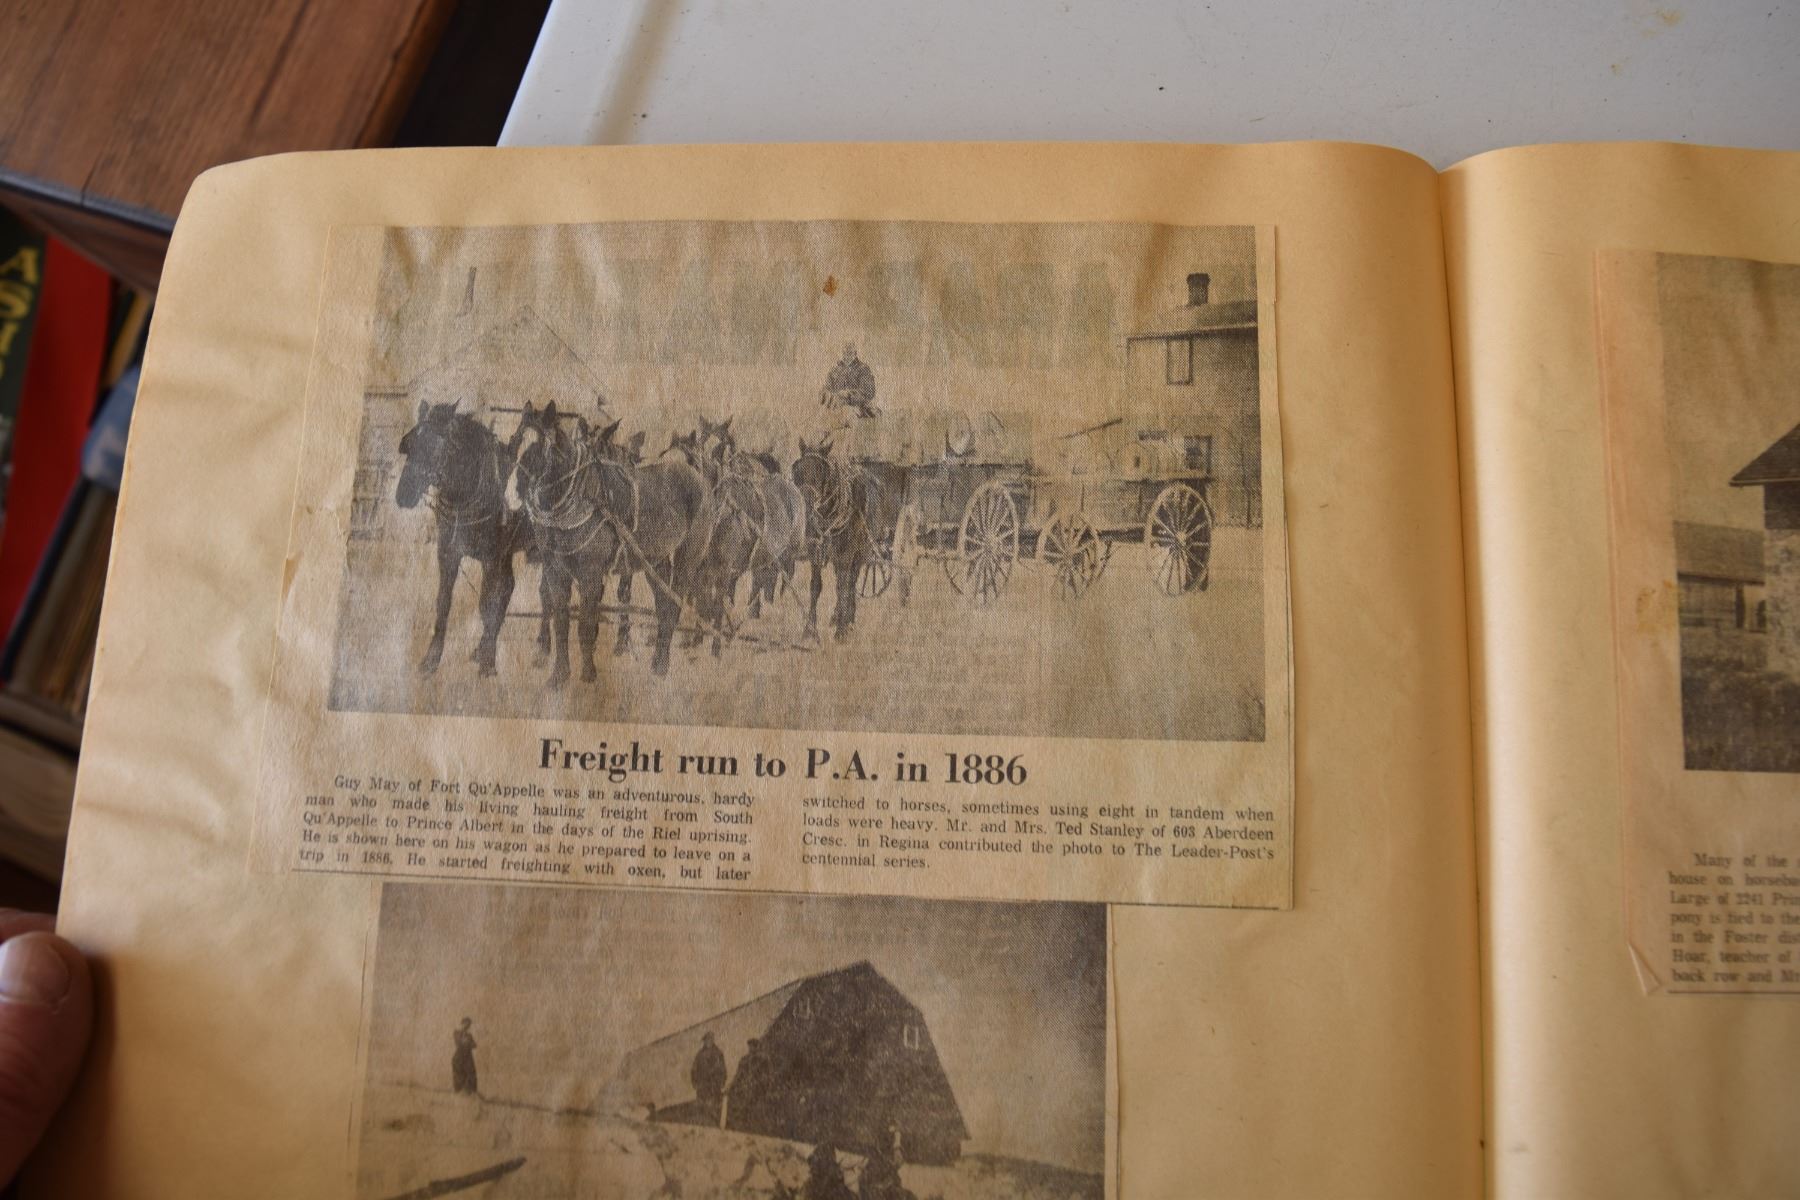 Freight run to P.A. in 1886
Guy May of Fort Qu'Appelle was an adventurous, hardy
man who made his living hauling freight from South
Qu'Appelle to Prince Albert in the days of the Riel uprising.
He is shown here on his wagon as he prepared to leave on a
trip in 1886. He started freighting with oxen, but later
switched to horses, sometimes using eight in tandem when
loads were heavy. Mr. and Mrs. Ted Stanley of 603 Aberdeen
Cresc. in Regina contributed the photo to The Leader-Post's
centennial series.
Many of the
house on
Large of 2241
pony is tied to the
in the Foster
Hoar, teacher of
back row and
A
S